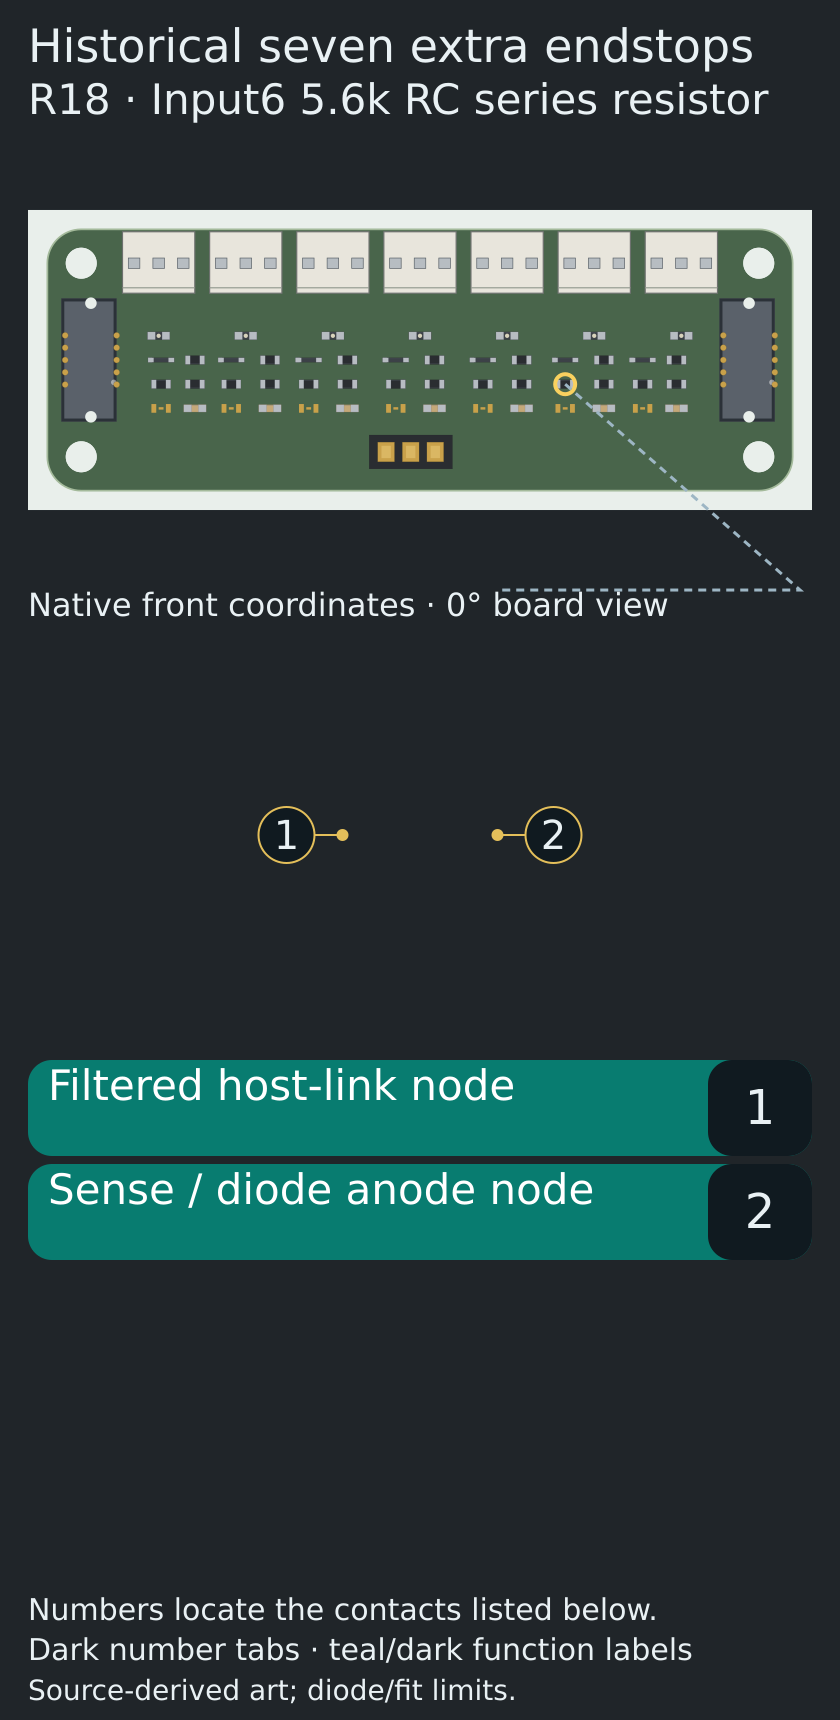 Historical seven extra endstops
R18 · Input6 5.6k RC series resistor
Native front coordinates · 0° board view
1
2
Filtered host-link node
1
Sense / diode anode node
2
Numbers locate the contacts listed below.
Dark number tabs · teal/dark function labels
Source-derived art; diode/fit limits.